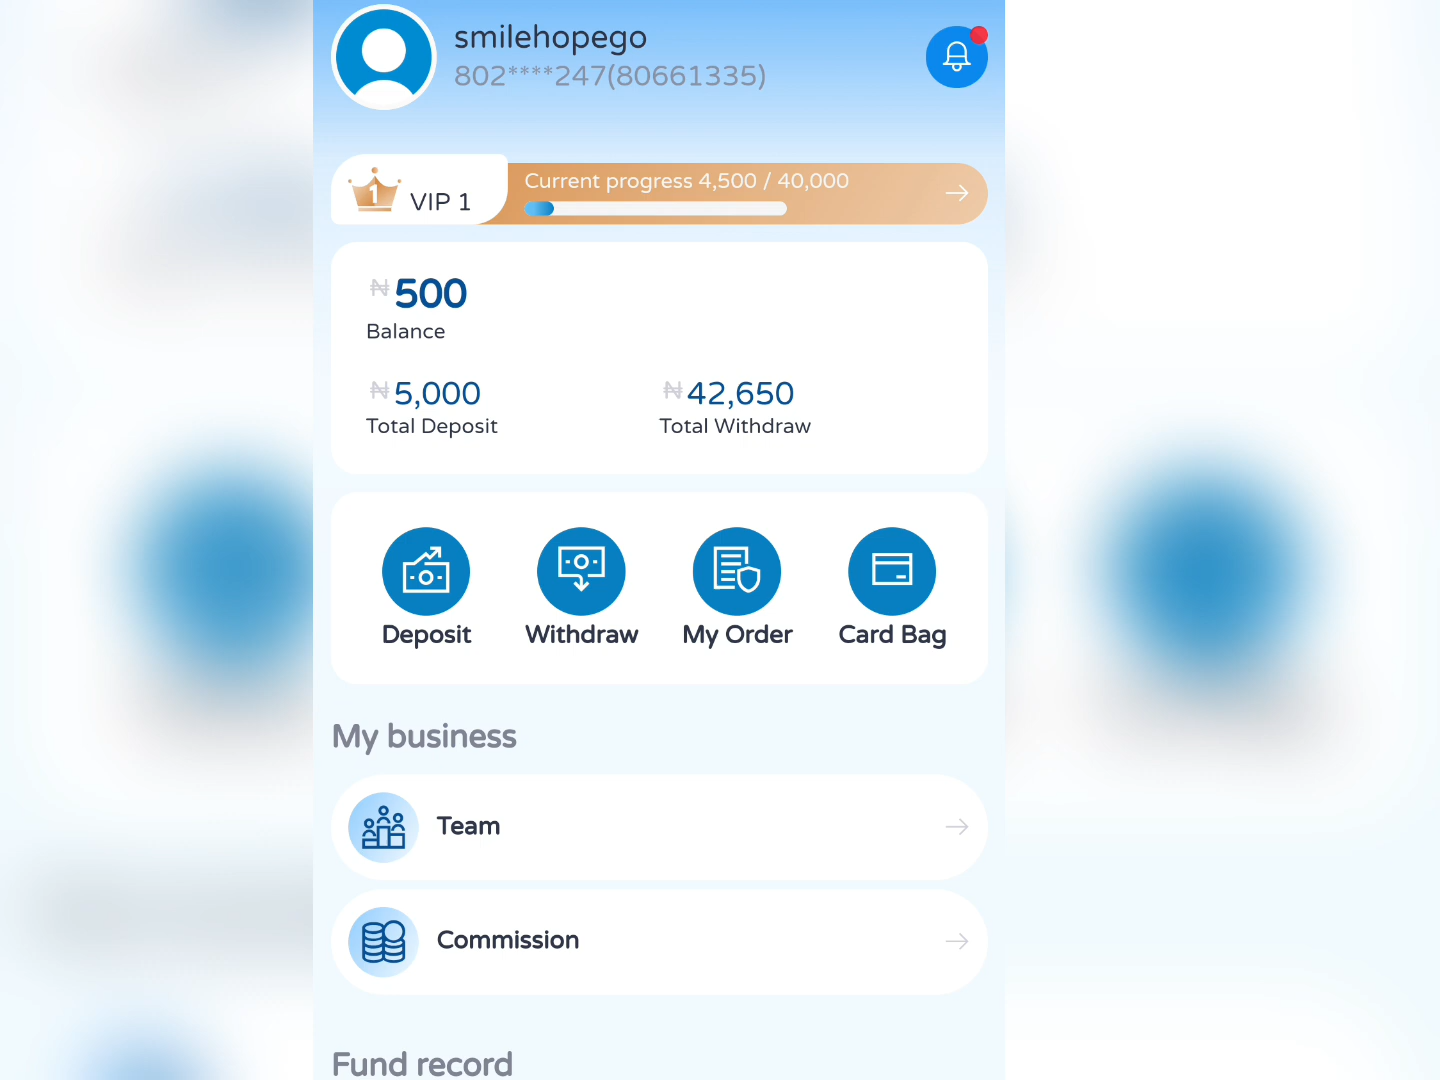 smilehopego
802****247(80661335)
1
VIP 1
Current progress 4,500 / 40,000
₦500
Balance
₦5,000
₦42,650
Total Deposit
Total Withdraw
Deposit
Withdraw
My Order
Card Bag
My business
Team
Commission
Fund record